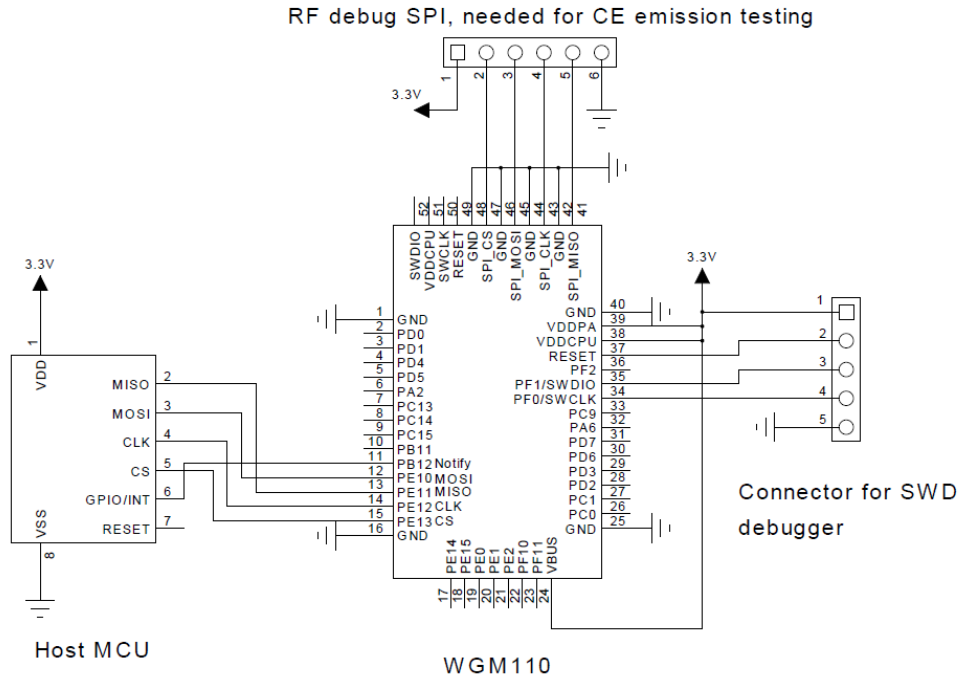 RF debug SPI, needed for CE emission testing
1 2 3 4 5 6
3.3V
52 51 50 49 48 47 46 45 44 43 42 41
SWDIO VDDCPU SWCLK RESET GND SPI_CS GND SPI_MOSI GND SPI_CLK GND SPI_MISO
3.3V
1
VDD
MISO 2
MOSI 3
CLK 4
CS 5
GPIO/INT 6
RESET 7
VSS
8
Host MCU
1 GND
2 PD0
3 PD1
4 PD4
5 PD5
6 PA2
7 PC13
8 PC14
9 PC15
10 PB11
11 PB12 Notify
12 PE10 MOSI
13 PE11 MISO
14 PE12 CLK
15 PE13 CS
16 GND
PE14 PE15 PE0 PE1 PE2 PF10 PF11 VBUS
17 18 19 20 21 22 23 24
GND 40
VDDPA 39
VDDCPU 38
RESET 37
PF2 36
PF1/SWDIO 35
PF0/SWCLK 34
PC9 33
PA6 32
PD7 31
PD6 30
PD3 29
PD2 28
PC1 27
PC0 26
GND 25
WGM110
3.3V
1
2
3
4
5
Connector for SWD
debugger